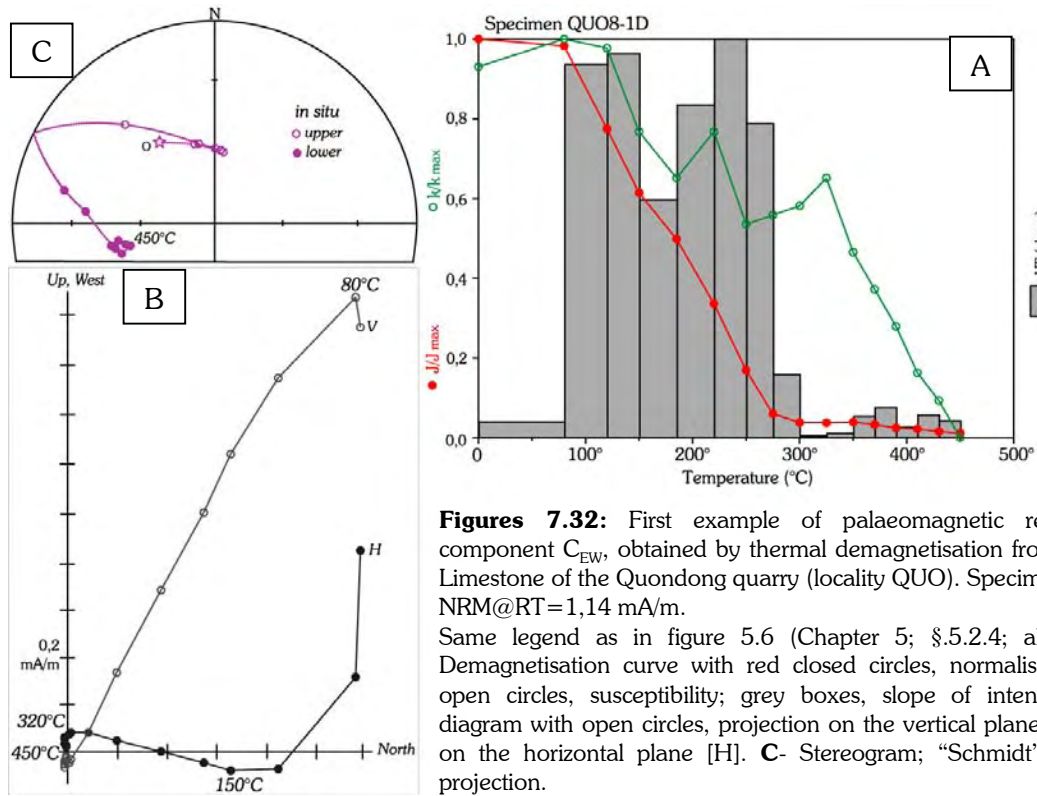 C
N
in situ
upper
lower
O
450°C
B
Up, West
80°C
V
H
0,2
mA/m
320°C
450°C
North
150°C
Specimen QUO8-1D
A
1,0
0,8
0,6
0,4
0,2
0,0
k/k max
J/J max
0
100°
200°
300°
400°
500°
Temperature (°C)
Figures 7.32: First example of palaeomagnetic re
component C_EW, obtained by thermal demagnetisation fro
Limestone of the Quondong quarry (locality QUO). Specim
NRM@RT=1,14 mA/m.
Same legend as in figure 5.6 (Chapter 5; §.5.2.4; al
Demagnetisation curve with red closed circles, normalis
open circles, susceptibility; grey boxes, slope of inten
diagram with open circles, projection on the vertical plane
on the horizontal plane [H]. C- Stereogram; “Schmidt”
projection.